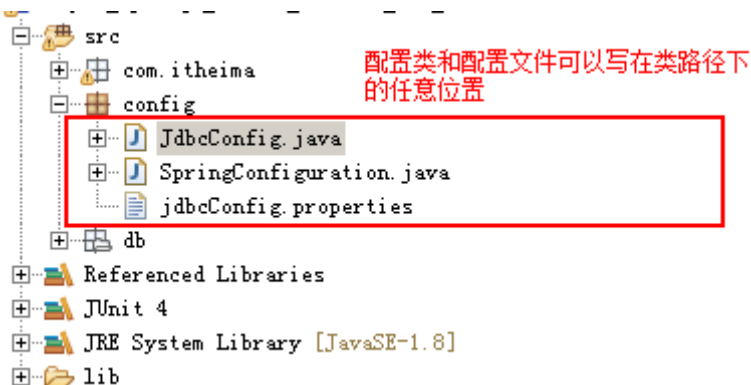 src
com.itheima
配置类和配置文件可以写在类路径下
的任意位置
config
JdbcConfig.java
SpringConfiguration.java
jdbcConfig.properties
db
Referenced Libraries
JUnit 4
JRE System Library [JavaSE-1.8]
lib